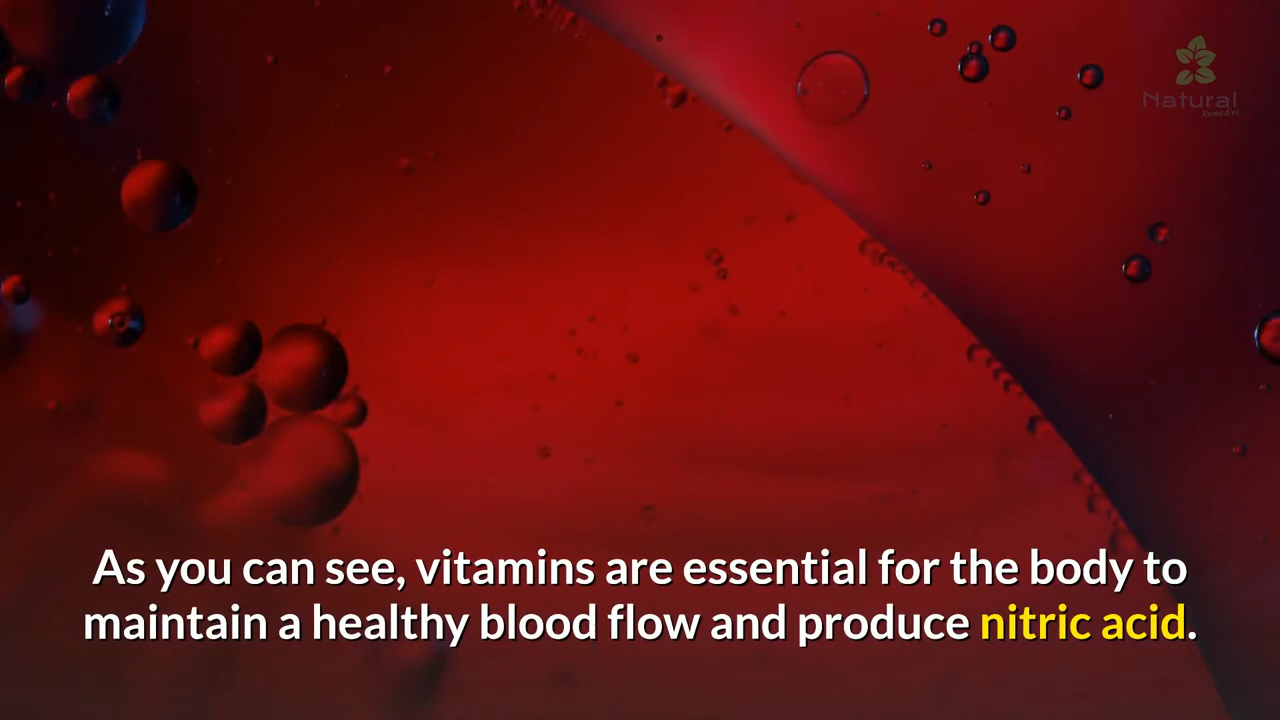 Natural
Remedies
As you can see, vitamins are essential for the body to
maintain a healthy blood flow and produce nitric acid.